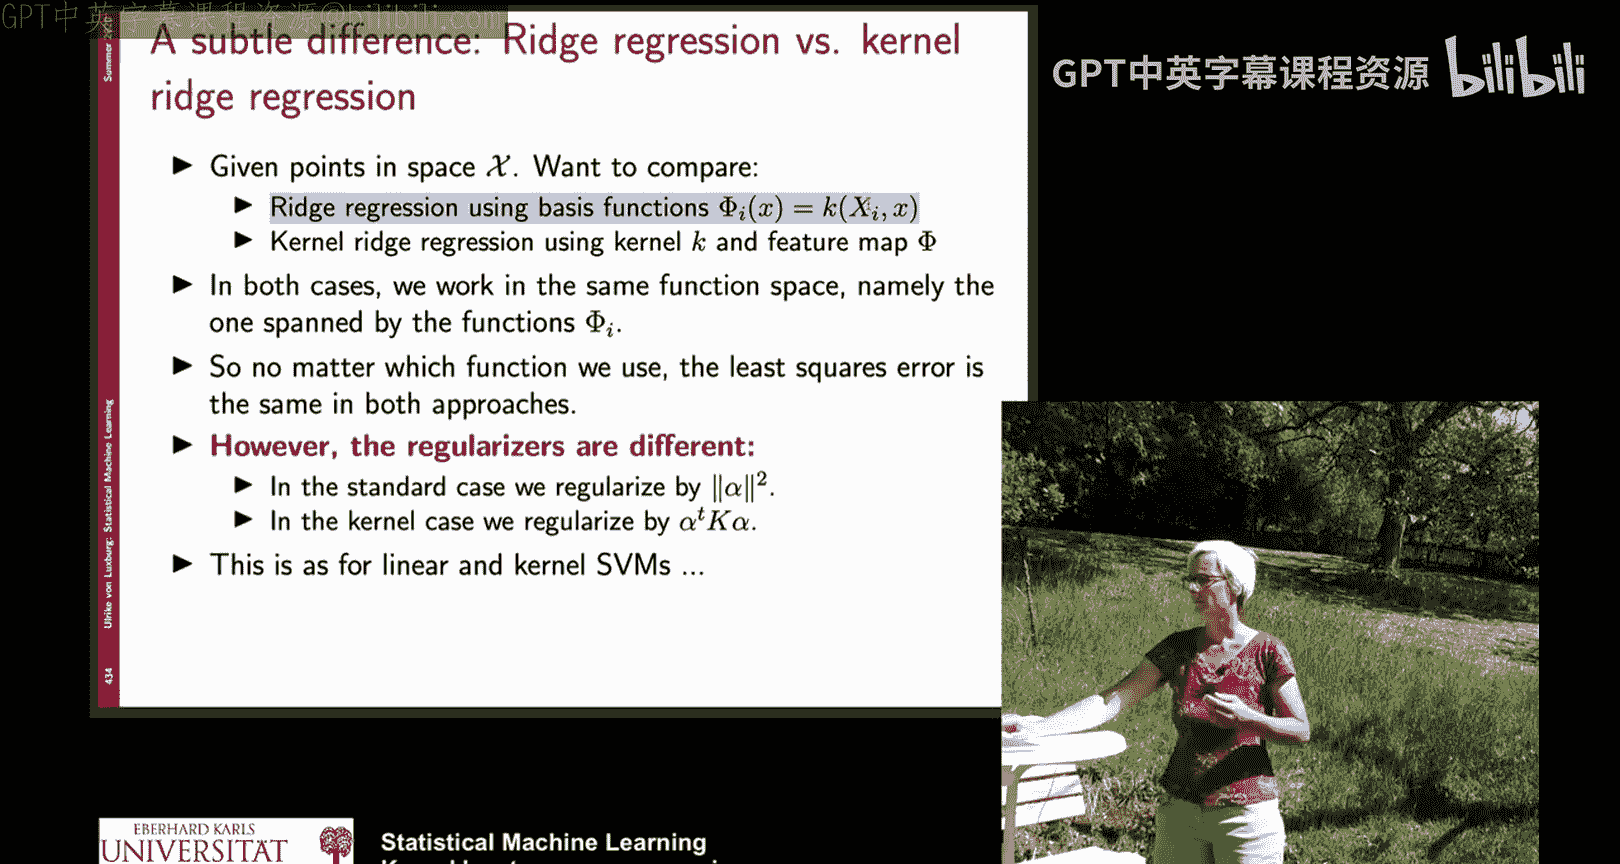 GPT中英字幕课程资源@bilibili.com
GPT中英字幕课程资源 bilibili
A subtle difference: Ridge regression vs. kernel
ridge regression
▶ Given points in space 𝒳. Want to compare:
▶ Ridge regression using basis functions Φᵢ(x) = k(Xᵢ, x)
▶ Kernel ridge regression using kernel k and feature map Φ
▶ In both cases, we work in the same function space, namely the
one spanned by the functions Φᵢ.
▶ So no matter which function we use, the least squares error is
the same in both approaches.
▶ However, the regularizers are different:
▶ In the standard case we regularize by ‖α‖².
▶ In the kernel case we regularize by αᵗKα.
▶ This is as for linear and kernel SVMs ...
Summer
Ulrike von Luxburg: Statistical Machine Learning
434
EBERHARD KARLS
UNIVERSITÄT
Statistical Machine Learning